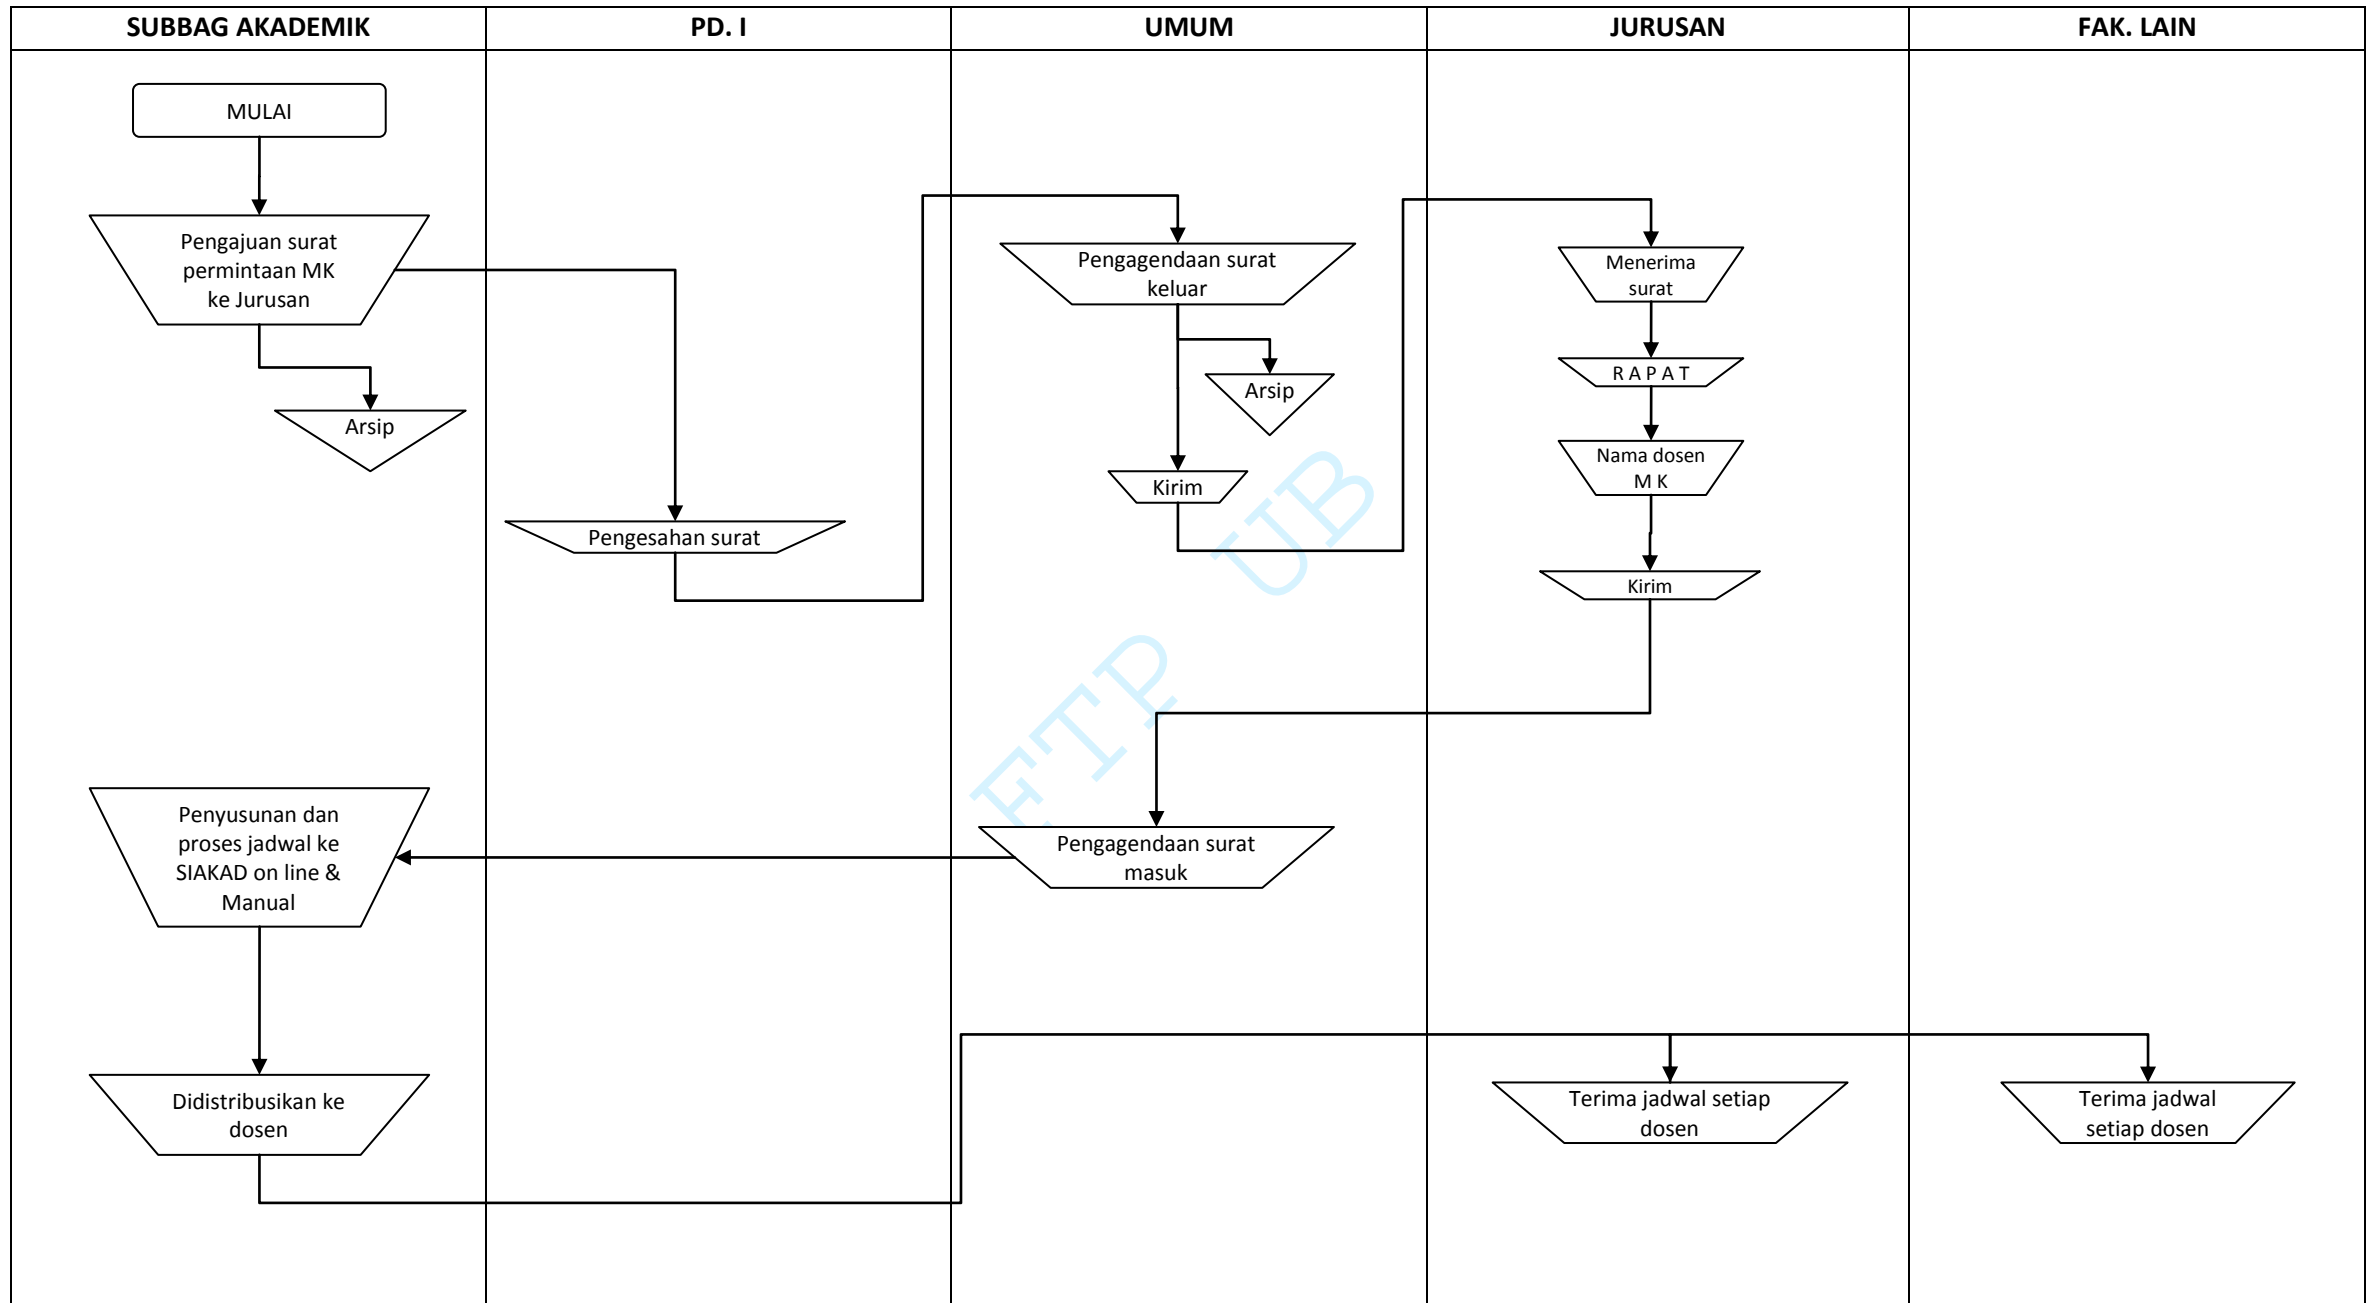 SUBBAG AKADEMIK
PD. I
UMUM
JURUSAN
FAK. LAIN
MULAI
Pengajuan surat
permintaan MK
ke Jurusan
Arsip
Pengesahan surat
Pengagendaan surat
keluar
Arsip
Kirim
Menerima
surat
R A P A T
Nama dosen
M K
Kirim
Pengagendaan surat
masuk
Penyusunan dan
proses jadwal ke
SIAKAD on line &
Manual
Didistribusikan ke
dosen
Terima jadwal setiap
dosen
Terima jadwal
setiap dosen
FTP UB